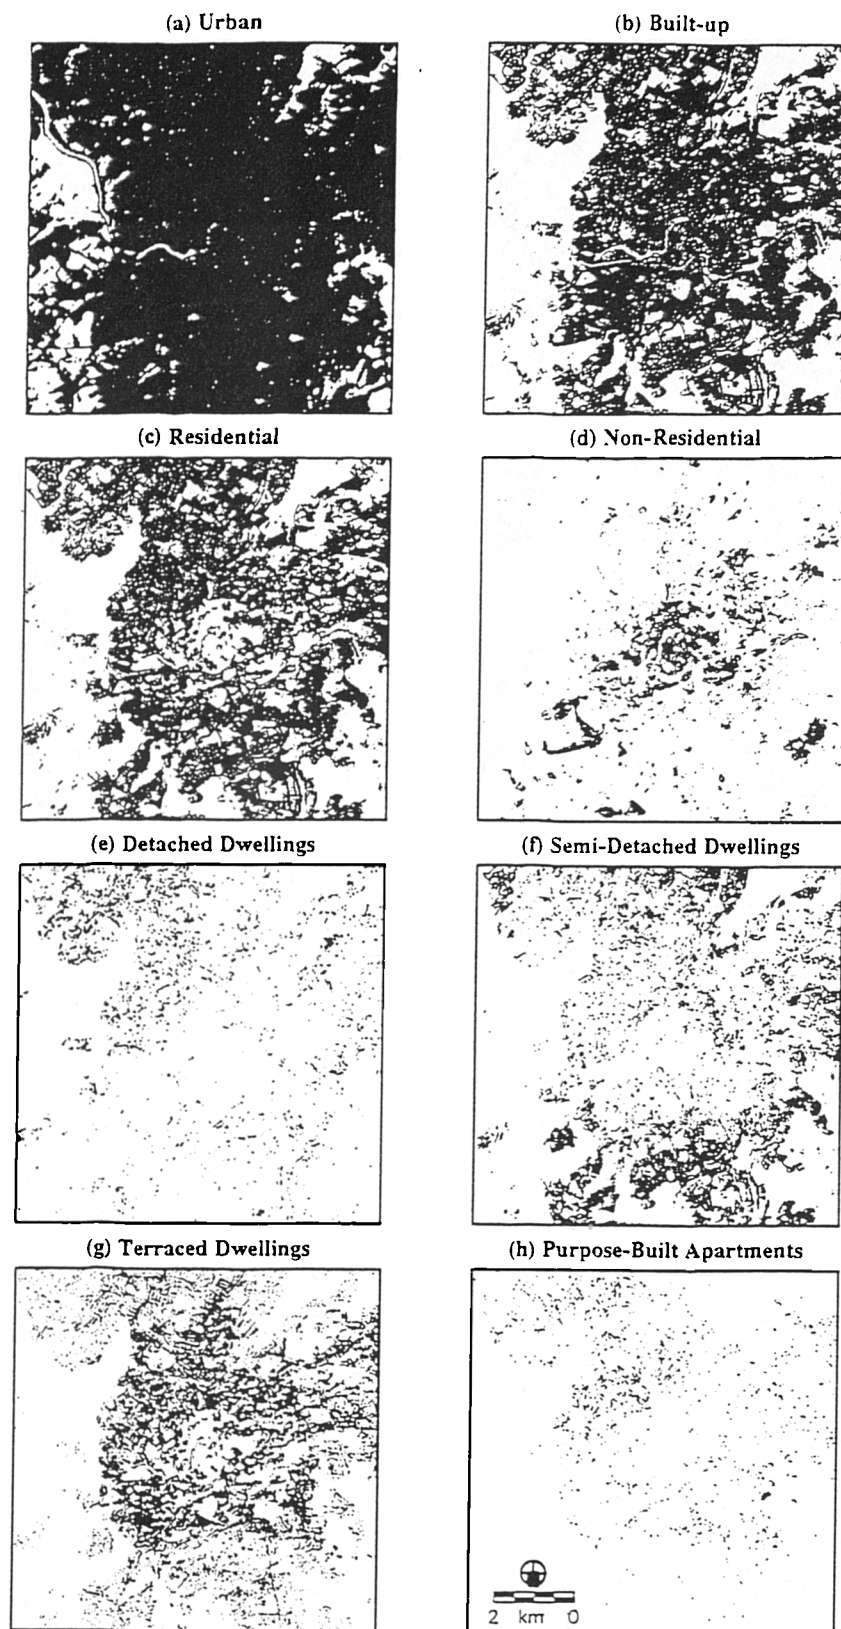 (a) Urban
(b) Built-up
(c) Residential
(d) Non-Residential
(e) Detached Dwellings
(f) Semi-Detached Dwellings
(g) Terraced Dwellings
(h) Purpose-Built Apartments
2 km 0